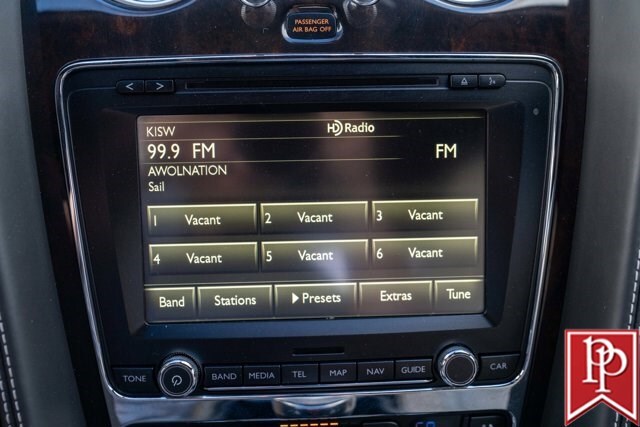 PASSENGER
AIR BAG OFF
KISW
HD Radio
99.9 FM
FM
AWOLNATION
Sail
1 Vacant
2 Vacant
3 Vacant
4 Vacant
5 Vacant
6 Vacant
Band
Stations
Presets
Extras
Tune
TONE
BAND
MEDIA
TEL
MAP
NAV
GUIDE
CAR
PP